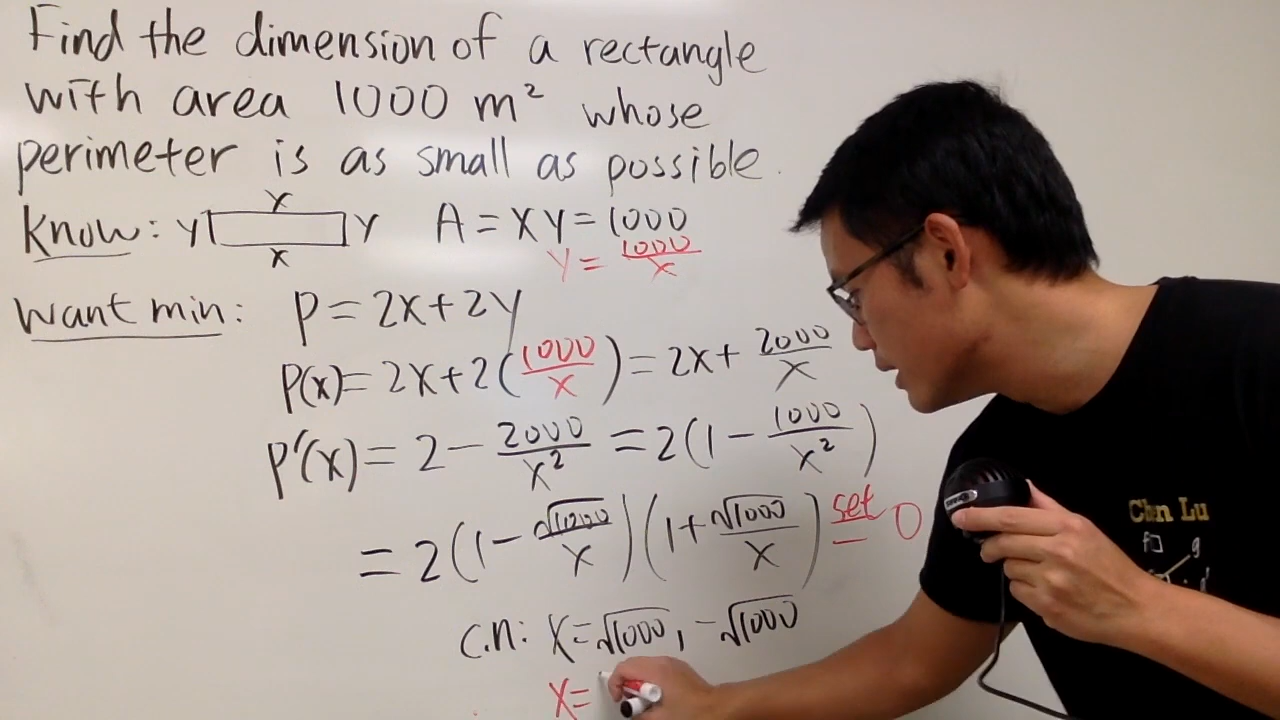 Find the dimension of a rectangle
with area 1000 m² whose
perimeter is as small as possible.
x
Know: y y A = xy = 1000
x
y = 1000/x
Want min: P = 2x + 2y
P(x) = 2x + 2(1000/x) = 2x + 2000/x
P'(x) = 2 - 2000/x² = 2(1 - 1000/x²)
= 2(1 - √1000/x)(1 + √1000/x) set = 0
c.n: x = √1000, -√1000
x =
Chen Lu